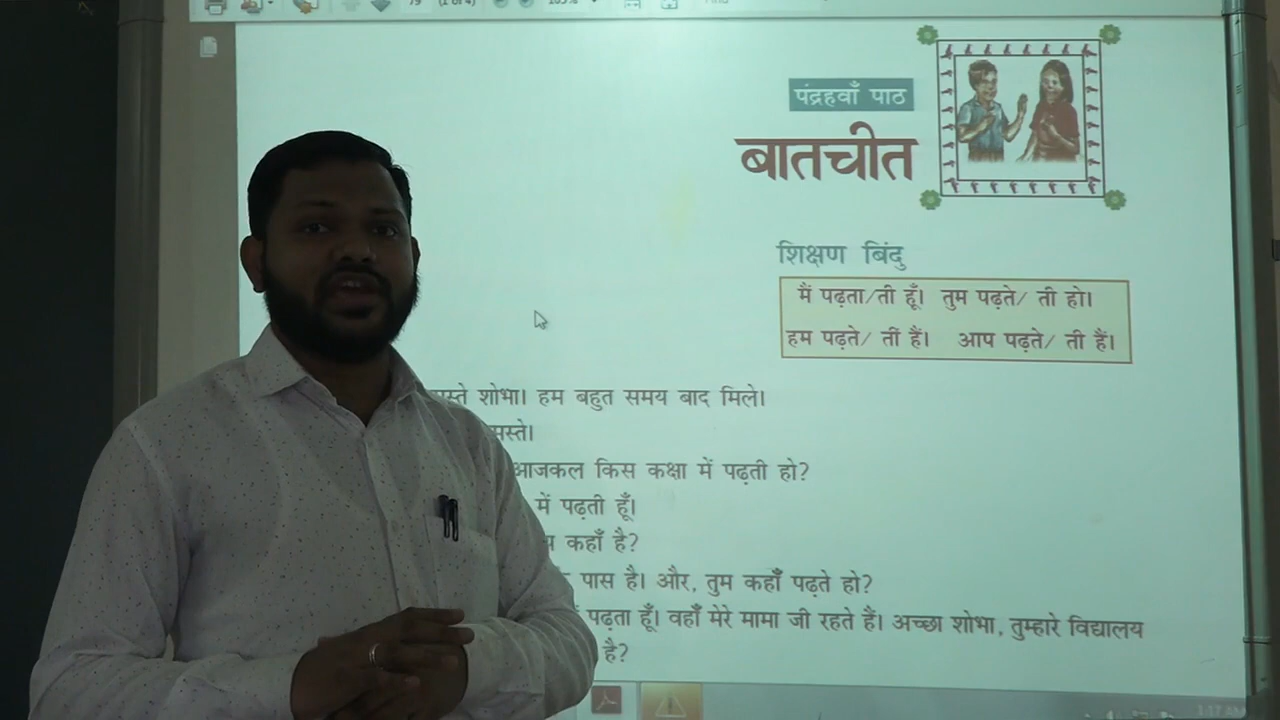 पंद्रहवाँ पाठ
बातचीत
शिक्षण बिंदु
मैं पढ़ता/ती हूँ। तुम पढ़ते/ ती हो।
हम पढ़ते/ तीं हैं। आप पढ़ते/ ती हैं।
शोभा। हम बहुत समय बाद मिले।
आजकल किस कक्षा में पढ़ती हो?
में पढ़ती हूँ।
कहाँ है?
पास है। और, तुम कहाँ पढ़ते हो?
पढ़ता हूँ। वहाँ मेरे मामा जी रहते हैं। अच्छा शोभा, तुम्हारे विद्यालय
है?